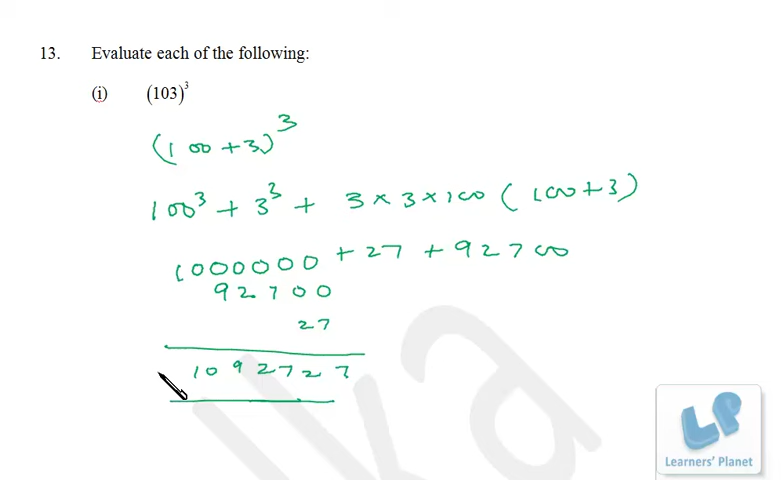 13. Evaluate each of the following:
(i) (103)³
(100+3)³
100³ + 3³ + 3 × 3 × 100 (100+3)
1000000 + 27 + 92700
92700
27
1092727
LP
Learners' Planet